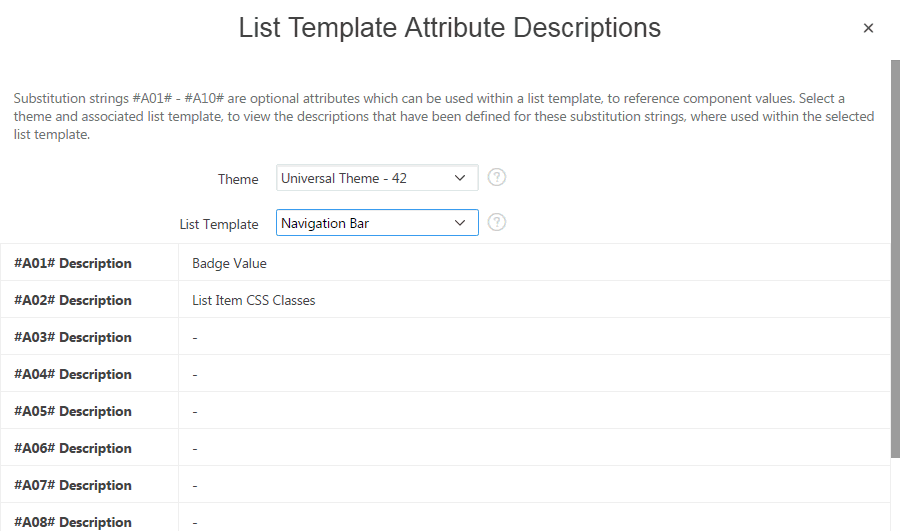 List Template Attribute Descriptions ×
Substitution strings #A01# - #A10# are optional attributes which can be used within a list template, to reference component values. Select a
theme and associated list template, to view the descriptions that have been defined for these substitution strings, where used within the selected
list template.
Theme Universal Theme - 42 ?
List Template Navigation Bar ?
#A01# Description Badge Value
#A02# Description List Item CSS Classes
#A03# Description -
#A04# Description -
#A05# Description -
#A06# Description -
#A07# Description -
#A08# Description -